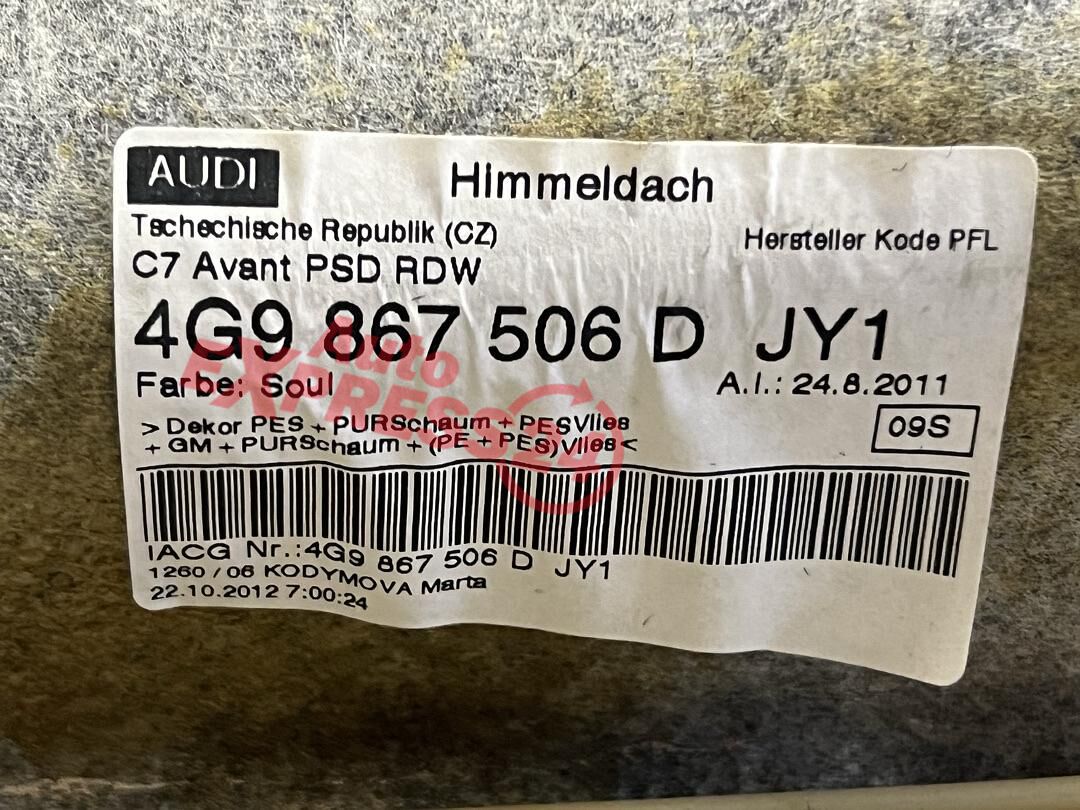 AUDI Himmeldach
Tschechische Republik (CZ) Hersteller Kode PFL
C7 Avant PSD RDW
4G9 867 506 D JY1
Farbe: Soul A.I.: 24.8.2011
> Dekor PES + PURSchaum + PESVlies
+ GM + PURSchaum + (PE + PES)Vlies<
09S
IACG Nr.:4G9 867 506 D JY1
1260 / 06 KODYMOVA Marta
22.10.2012 7:00:24
Auto
EXPRESS24